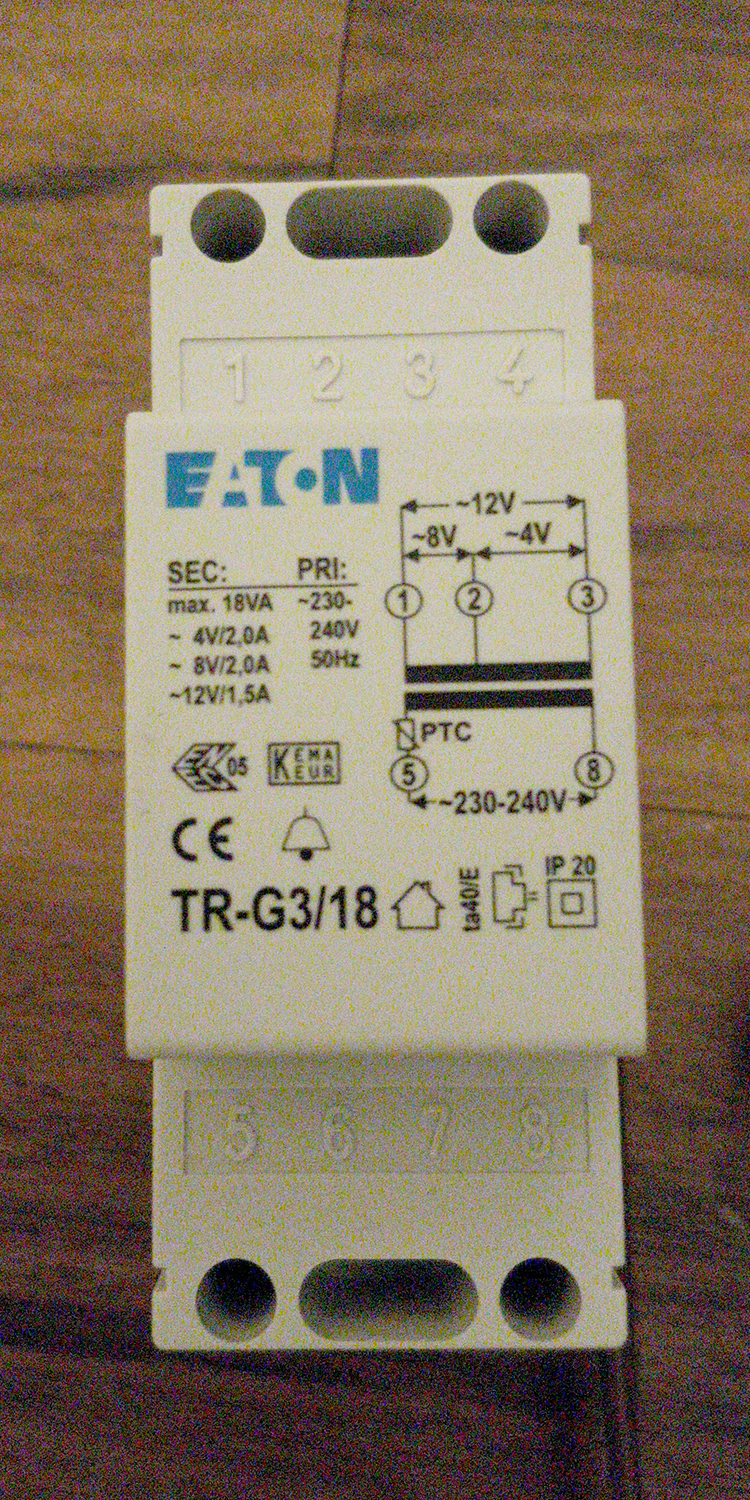 1 2 3 4
EATON
SEC: PRI:
max. 18VA ~230-
~ 4V/2,0A 240V
~ 8V/2,0A 50Hz
~12V/1,5A
~12V
~8V ~4V
1 2 3
PTC
5 8
~230-240V
05
KEMA
EUR
CE
TR-G3/18
ta40/E
IP 20
5 6 7 8